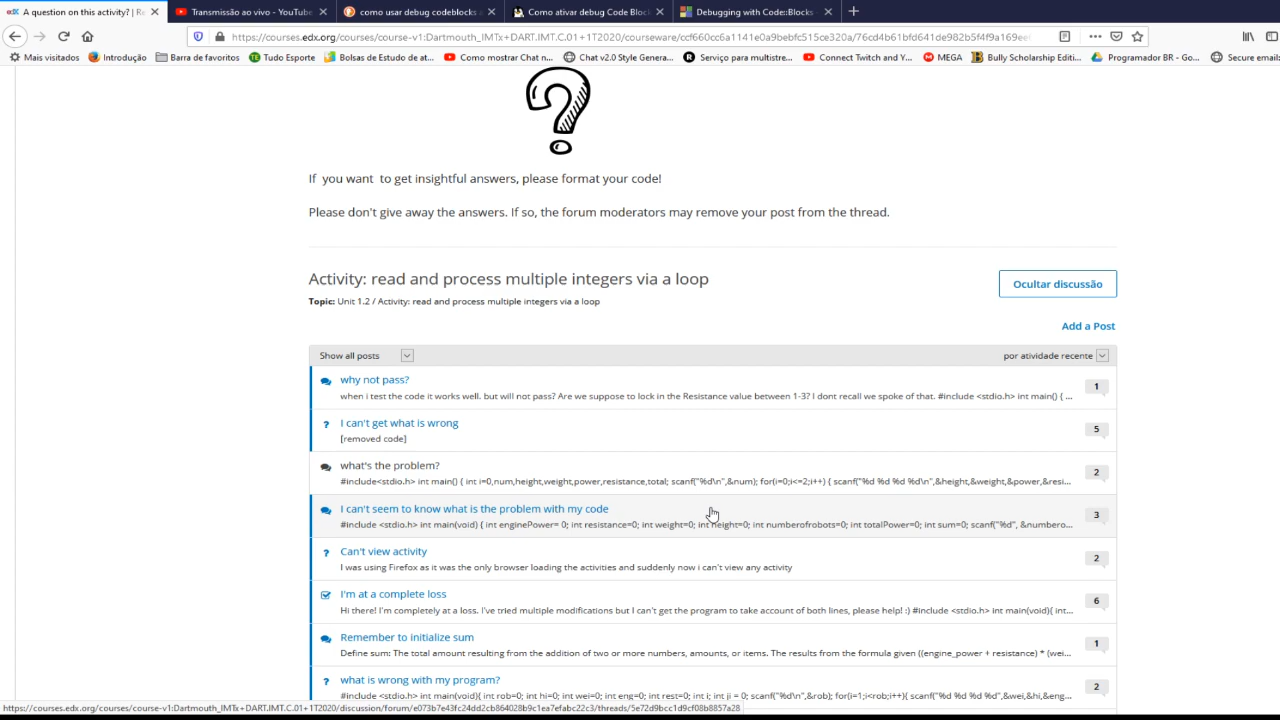 A question on this activity? | Re
Transmissão ao vivo - YouTube
como usar debug codeblocks a
Como ativar debug Code Block
Debugging with Code::Blocks -
https://courses.edx.org/courses/course-v1:Dartmouth_IMTx+DART.IMT.C.01+1T2020/courseware/ccf660cc6a1141e0a9bebfc515ce320a/76cd4b61bfd641de982b5f4f9a169ee
Mais visitados
Introdução
Barra de favoritos
Tudo Esporte
Bolsas de Estudo de at...
Como mostrar Chat n...
Chat v2.0 Style Genera...
Serviço para multistre...
Connect Twitch and Y...
MEGA
Bully Scholarship Editi...
Programador BR - Go...
Secure email:
?
If you want to get insightful answers, please format your code!
Please don't give away the answers. If so, the forum moderators may remove your post from the thread.
Activity: read and process multiple integers via a loop
Ocultar discussão
Topic: Unit 1.2 / Activity: read and process multiple integers via a loop
Add a Post
Show all posts
por atividade recente
why not pass?
1
when i test the code it works well. but will not pass? Are we suppose to lock in the Resistance value between 1-3? I dont recall we spoke of that. #include <stdio.h> int main() { ...
I can't get what is wrong
5
[removed code]
what's the problem?
2
#include<stdio.h> int main() { int i=0,num,height,weight,power,resistance,total; scanf("%d\n",&num); for(i=0;i<=2;i++) { scanf("%d %d %d %d\n",&height,&weight,&power,&resi...
I can't seem to know what is the problem with my code
3
#include <stdio.h> int main(void) { int enginePower= 0; int resistance=0; int weight=0; int height=0; int numberofrobots=0; int totalPower=0; int sum=0; scanf("%d", &numbero...
Can't view activity
2
I was using Firefox as it was the only browser loading the activities and suddenly now i can't view any activity
I'm at a complete loss
6
Hi there! I'm completely at a loss. I've tried multiple modifications but I can't get the program to take account of both lines, please help! :) #include <stdio.h> int main(void){ int...
Remember to initialize sum
1
Define sum: The total amount resulting from the addition of two or more numbers, amounts, or items. The results from the formula given ((engine_power + resistance) * (wei...
what is wrong with my program?
2
#include <stdio.h> int main(void){ int rob=0; int hi=0; int wei=0; int eng=0; int rest=0; int i; int ji = 0; scanf("%d\n",&rob); for(i=1;i<rob;i++){ scanf("%d %d %d %d",&wei,&hi,&eng...
https://courses.edx.org/courses/course-v1:Dartmouth_IMTx+DART.IMT.C.01+1T2020/discussion/forum/e073b7e43fc24dd2cb864028b9c1ea7efabc22c3/threads/5e72d9bcc1d9cf08b8857a28